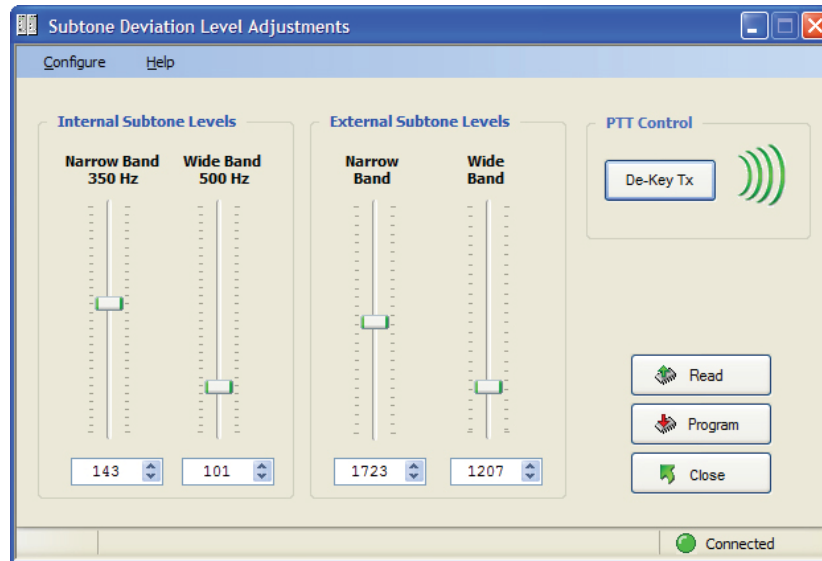 Subtone Deviation Level Adjustments
Configure Help
Internal Subtone Levels
Narrow Band
350 Hz
Wide Band
500 Hz
143
101
External Subtone Levels
Narrow
Band
Wide
Band
1723
1207
PTT Control
De-Key Tx
Read
Program
Close
Connected